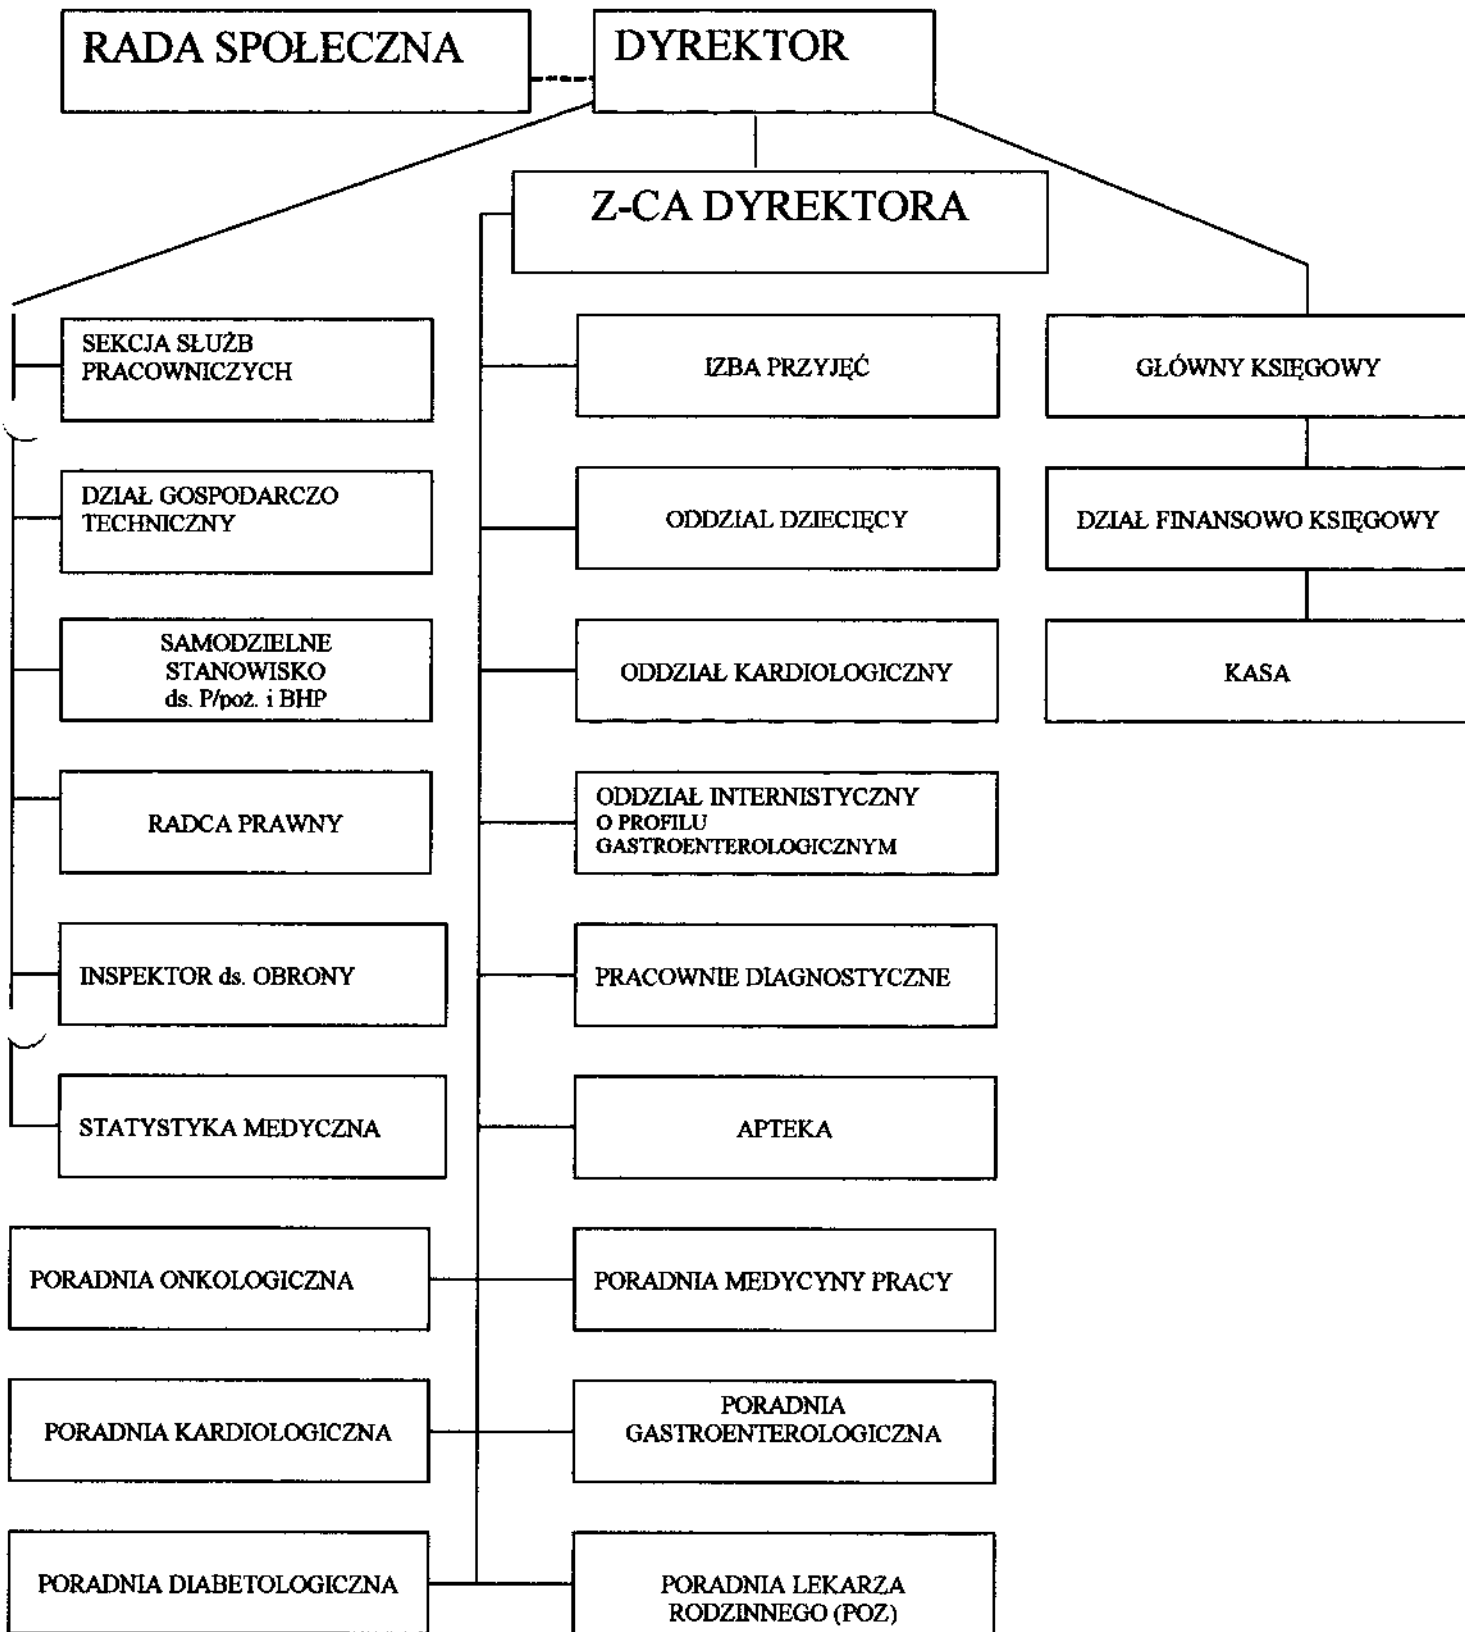 RADA SPOŁECZNA
DYREKTOR
Z-CA DYREKTORA
SEKCJA SŁUŻB
PRACOWNICZYCH
IZBA PRZYJĘĆ
GŁÓWNY KSIĘGOWY
DZIAŁ GOSPODARCZO
TECHNICZNY
ODDZIAL DZIECIĘCY
DZIAŁ FINANSOWO KSIĘGOWY
SAMODZIELNE
STANOWISKO
ds. P/poż. i BHP
ODDZIAŁ KARDIOLOGICZNY
KASA
RADCA PRAWNY
ODDZIAŁ INTERNISTYCZNY
O PROFILU
GASTROENTEROLOGICZNYM
INSPEKTOR ds. OBRONY
PRACOWNIE DIAGNOSTYCZNE
STATYSTYKA MEDYCZNA
APTEKA
PORADNIA ONKOLOGICZNA
PORADNIA MEDYCYNY PRACY
PORADNIA KARDIOLOGICZNA
PORADNIA
GASTROENTEROLOGICZNA
PORADNIA DIABETOLOGICZNA
PORADNIA LEKARZA
RODZINNEGO (POZ)